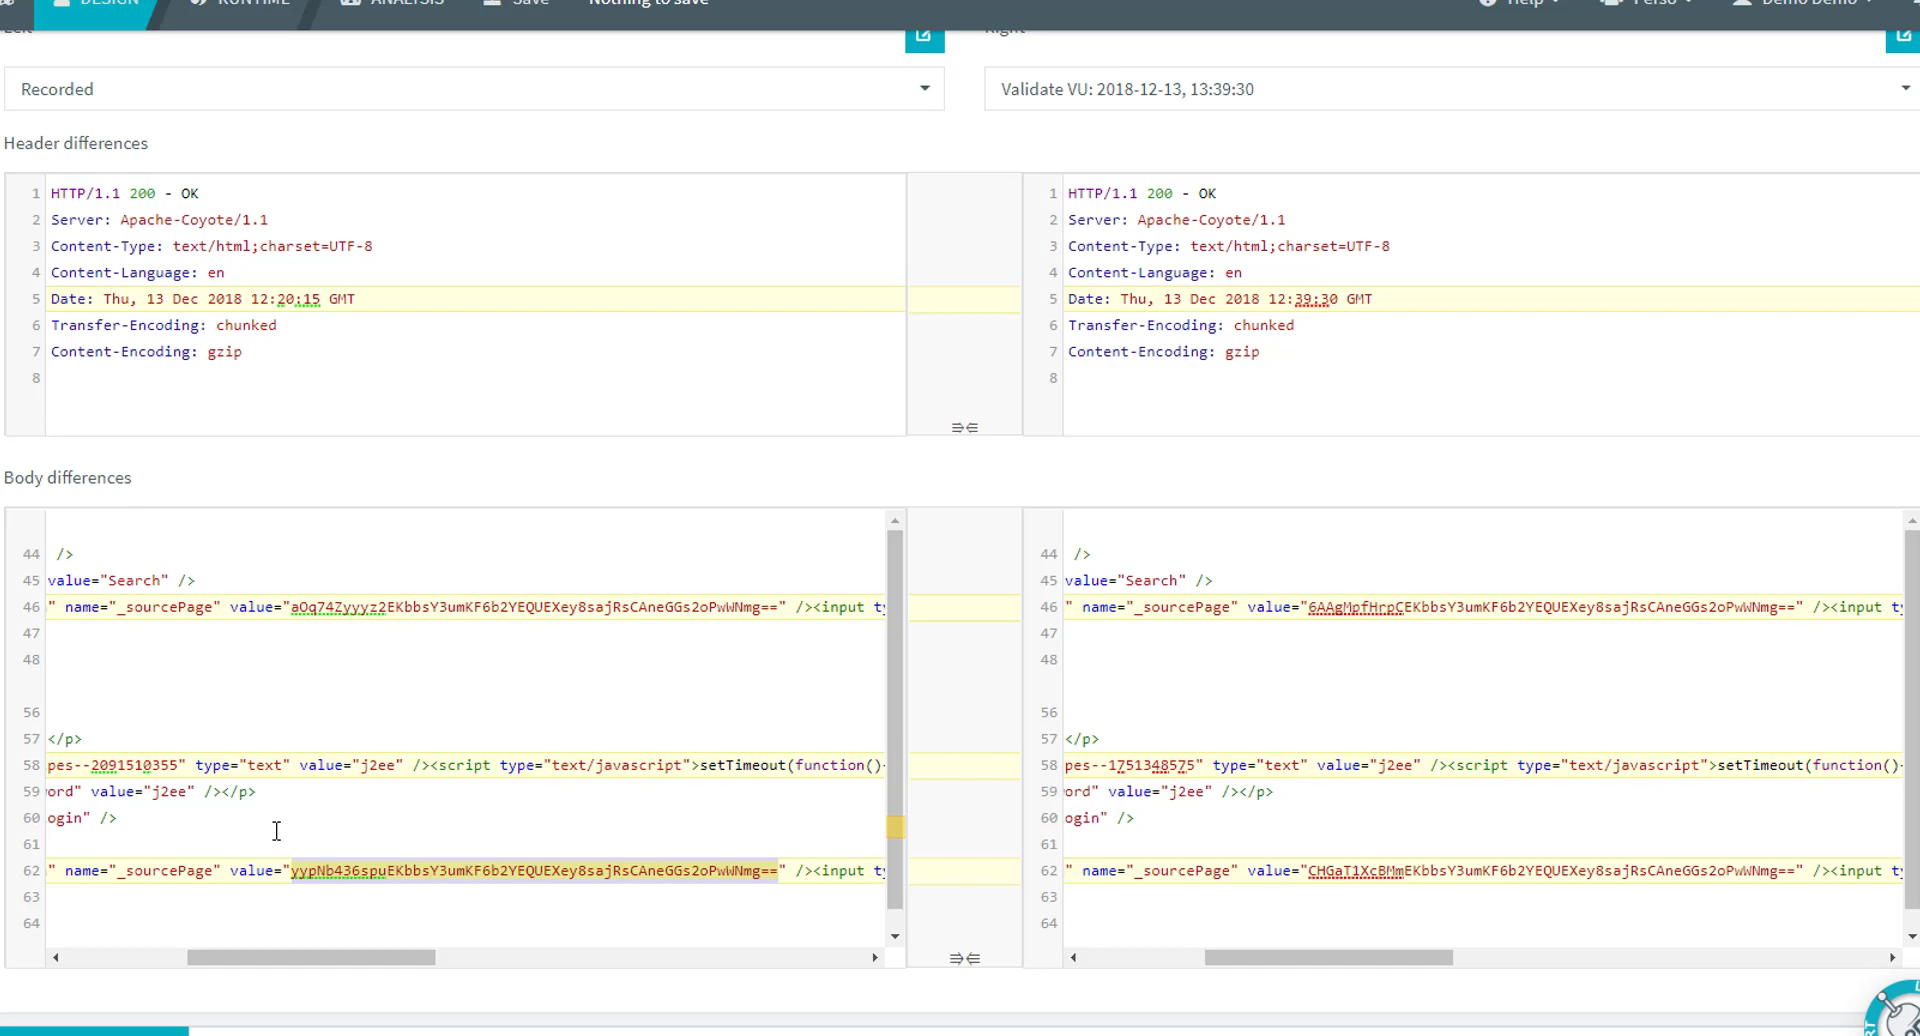 DESIGN RUNTIME ANALYSIS Save Nothing to save Help Perso Demo Demo
Left Right
Recorded Validate VU: 2018-12-13, 13:39:30
Header differences
1 HTTP/1.1 200 - OK
2 Server: Apache-Coyote/1.1
3 Content-Type: text/html;charset=UTF-8
4 Content-Language: en
5 Date: Thu, 13 Dec 2018 12:20:15 GMT
6 Transfer-Encoding: chunked
7 Content-Encoding: gzip
8
1 HTTP/1.1 200 - OK
2 Server: Apache-Coyote/1.1
3 Content-Type: text/html;charset=UTF-8
4 Content-Language: en
5 Date: Thu, 13 Dec 2018 12:39:30 GMT
6 Transfer-Encoding: chunked
7 Content-Encoding: gzip
8
Body differences
44 />
45 value="Search" />
46 " name="_sourcePage" value="aOq74Zyyyz2EKbbsY3umKF6b2YEQUEXey8sajRsCAneGGs2oPwWNmg==" /><input ty
47
48
56
57 </p>
58 pes--2091510355" type="text" value="j2ee" /><script type="text/javascript">setTimeout(function()
59 ord" value="j2ee" /></p>
60 ogin" />
61
62 " name="_sourcePage" value="yypNb436spuEKbbsY3umKF6b2YEQUEXey8sajRsCAneGGs2oPwWNmg==" /><input ty
63
64
44 />
45 value="Search" />
46 " name="_sourcePage" value="6AAgMpfHrpCEKbbsY3umKF6b2YEQUEXey8sajRsCAneGGs2oPwWNmg==" /><input ty
47
48
56
57 </p>
58 pes--1751348575" type="text" value="j2ee" /><script type="text/javascript">setTimeout(function()
59 ord" value="j2ee" /></p>
60 ogin" />
61
62 " name="_sourcePage" value="CHGaT1XcBMmEKbbsY3umKF6b2YEQUEXey8sajRsCAneGGs2oPwWNmg==" /><input ty
63
64